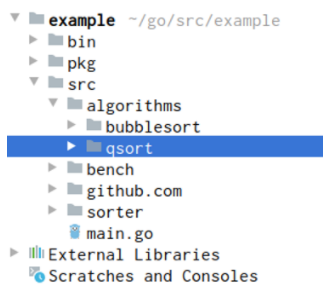 example ~/go/src/example
bin
pkg
src
algorithms
bubblesort
qsort
bench
github.com
sorter
main.go
External Libraries
Scratches and Consoles